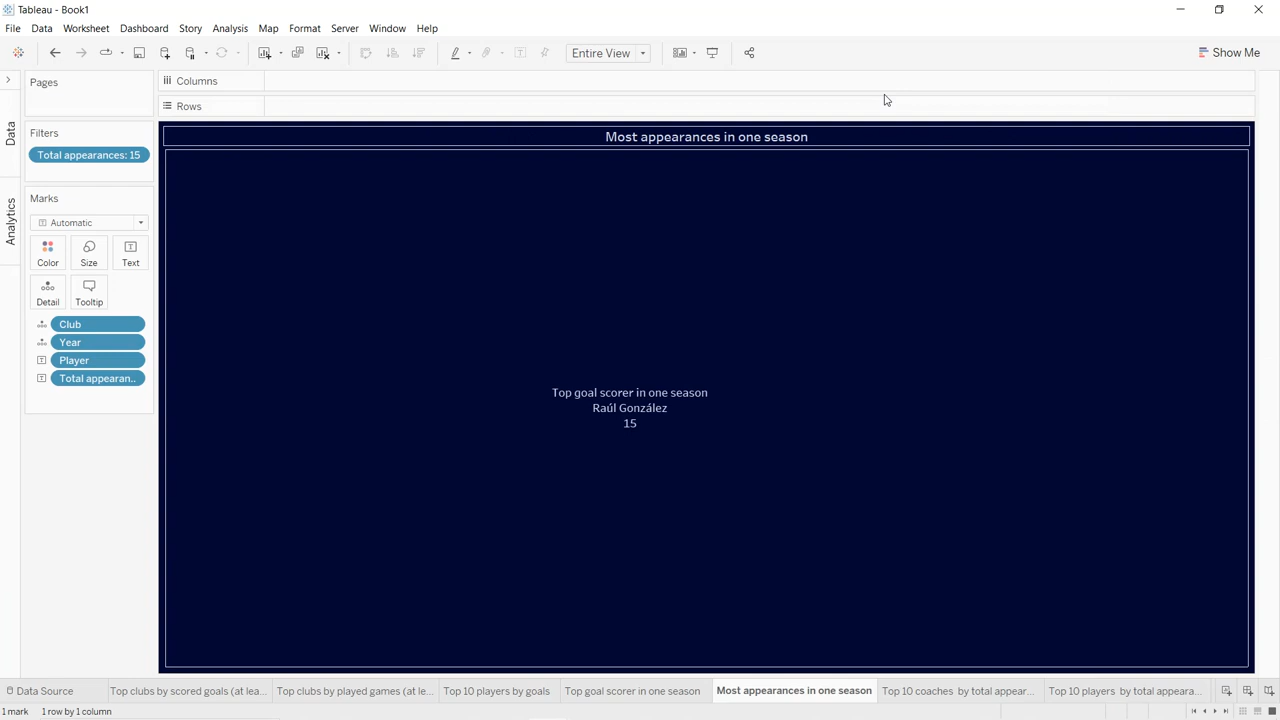 Tableau - Book1
File Data Worksheet Dashboard Story Analysis Map Format Server Window Help
Entire View
Show Me
Pages
Columns
Rows
Data
Analytics
Filters
Total appearances: 15
Marks
Automatic
Color Size Text
Detail Tooltip
Club
Year
Player
Total appearan..
Most appearances in one season
Top goal scorer in one season
Raúl González
15
Data Source Top clubs by scored goals (at lea... Top clubs by played games (at le... Top 10 players by goals Top goal scorer in one season Most appearances in one season Top 10 coaches by total appear... Top 10 players by total appeara...
1 mark 1 row by 1 column